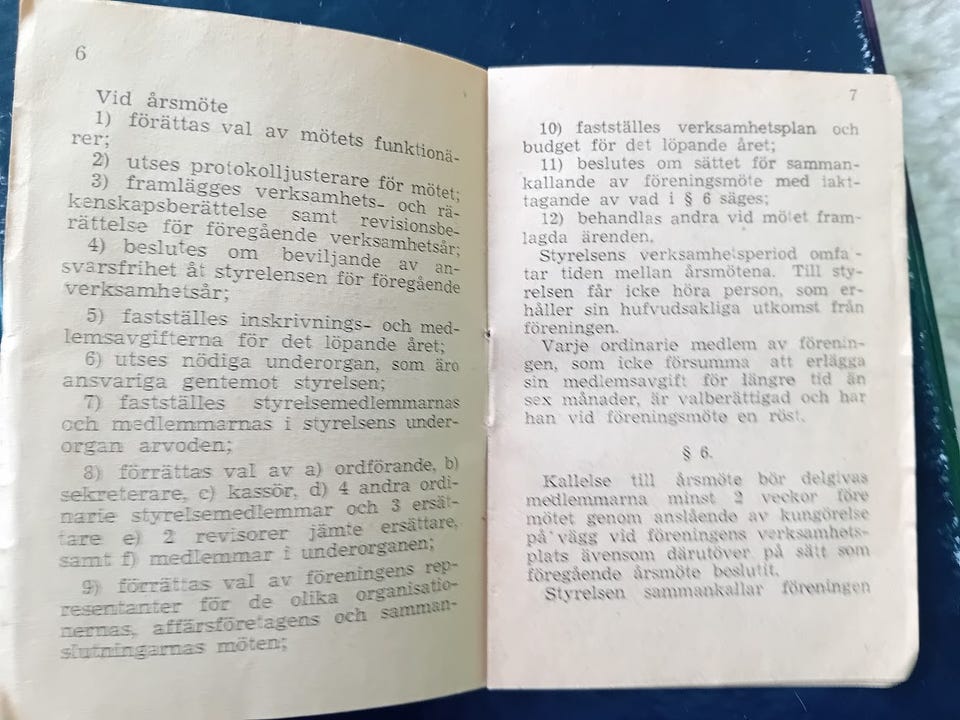 6
Vid årsmöte
1) förättas val av mötets funktionä-
rer;
2) utses protokolljusterare för mötet;
3) framlägges verksamhets- och rä-
kenskapsberättelse samt revisionsbe-
rättelse för föregående verksamhetsår;
4) beslutes om beviljande av an-
svarsfrihet åt styrelensen för föregående
verksamhetsår;
5) fastställes inskrivnings- och med-
lemsavgifterna för det löpande året;
6) utses nödiga underorgan, som äro
ansvariga gentemot styrelsen;
7) fastställes styrelsemedlemmarnas
och medlemmarnas i styrelsens under-
organ arvoden;
8) förrättas val av a) ordförande, b)
sekreterare, c) kassör, d) 4 andra ordi-
narie styrelsemedlemmar och 3 ersät-
tare e) 2 revisorer jämte ersättare,
samt f) medlemmar i underorganen;
9) förrättas val av föreningens rep-
resentanter för de olika organisatio-
nernas, affärsföretagens och samman-
slutningarnas möten;
7
10) fastställes verksamhetsplan och
budget för det löpande året;
11) beslutes om sättet för samman-
kallande av föreningsmöte med iakt-
tagande av vad i § 6 säges;
12) behandlas andra vid mötet fram-
lagda ärenden.
Styrelsens verksamhetsperiod omfa-
tar tiden mellan årsmötena. Till sty-
relsen får icke höra person, som er-
håller sin hufvudsakliga utkomst från
föreningen.
Varje ordinarie medlem av förenin-
gen, som icke försumma att erlägga
sin medlemsavgift för längre tid än
sex månader, är valberättigad och har
han vid föreningsmöte en röst.
§ 6.
Kallelse till årsmöte bör delgivas
medlemmarna minst 2 veckor före
mötet genom anslående av kungörelse
på vägg vid föreningens verksamhets-
plats ävensom därutöver på sätt som
föregående årsmöte beslutit.
Styrelsen sammankallar föreningen